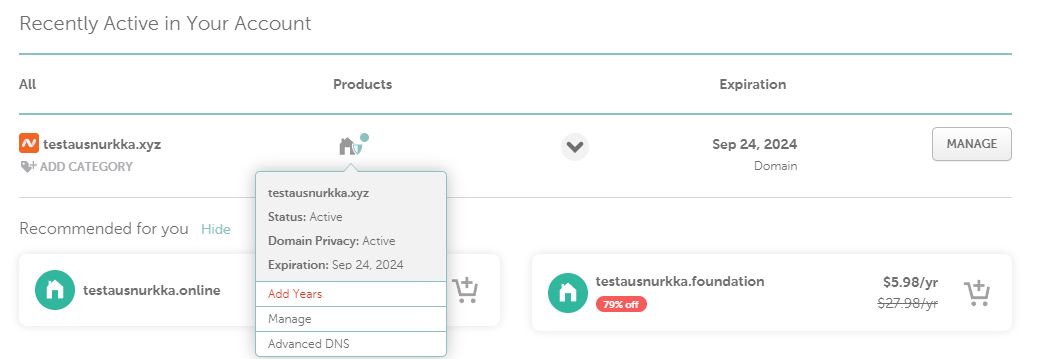 Recently Active in Your Account
All Products Expiration
testausnurkka.xyz Sep 24, 2024 MANAGE
ADD CATEGORY Domain
testausnurkka.xyz
Status: Active
Domain Privacy: Active
Expiration: Sep 24, 2024
Add Years
Manage
Advanced DNS
Recommended for you Hide
testausnurkka.online
testausnurkka.foundation $5.98/yr
79% off $27.98/yr